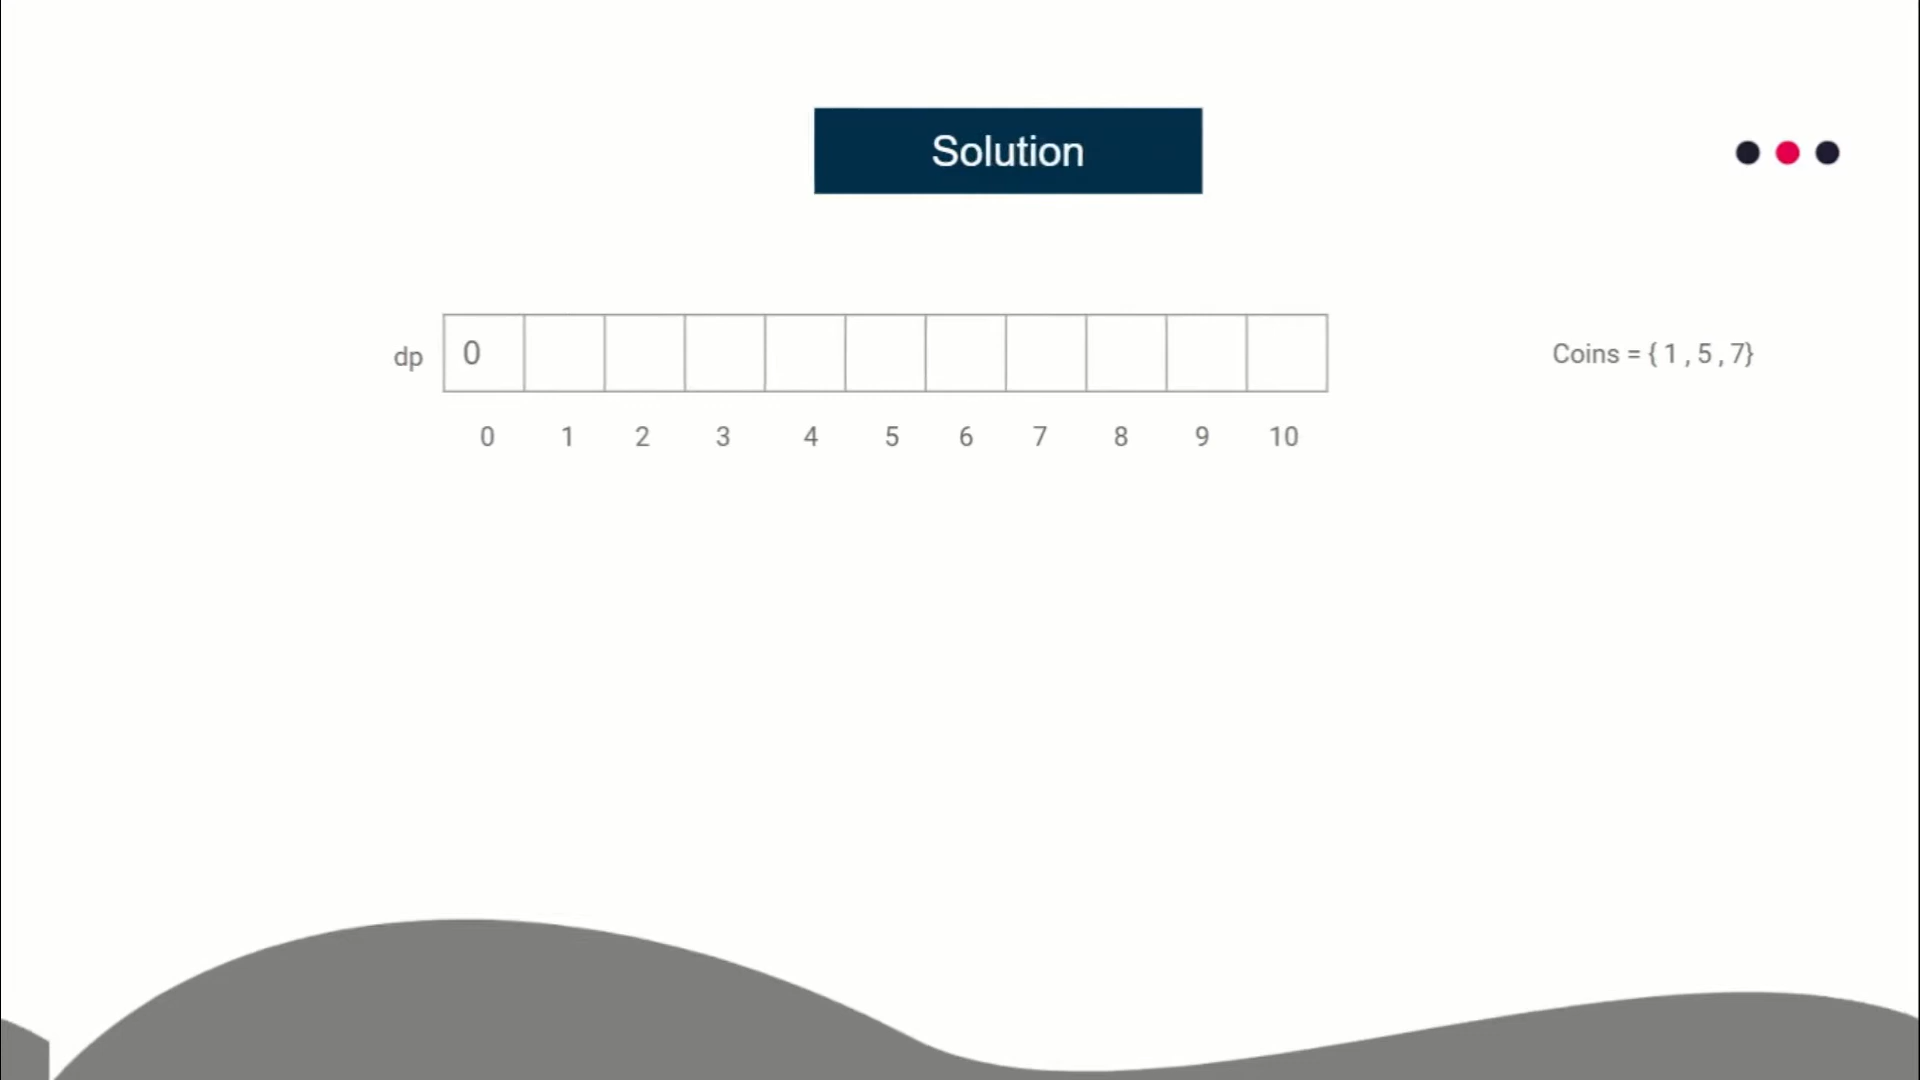 Solution
dp 0 Coins = { 1 , 5 , 7}
0 1 2 3 4 5 6 7 8 9 10